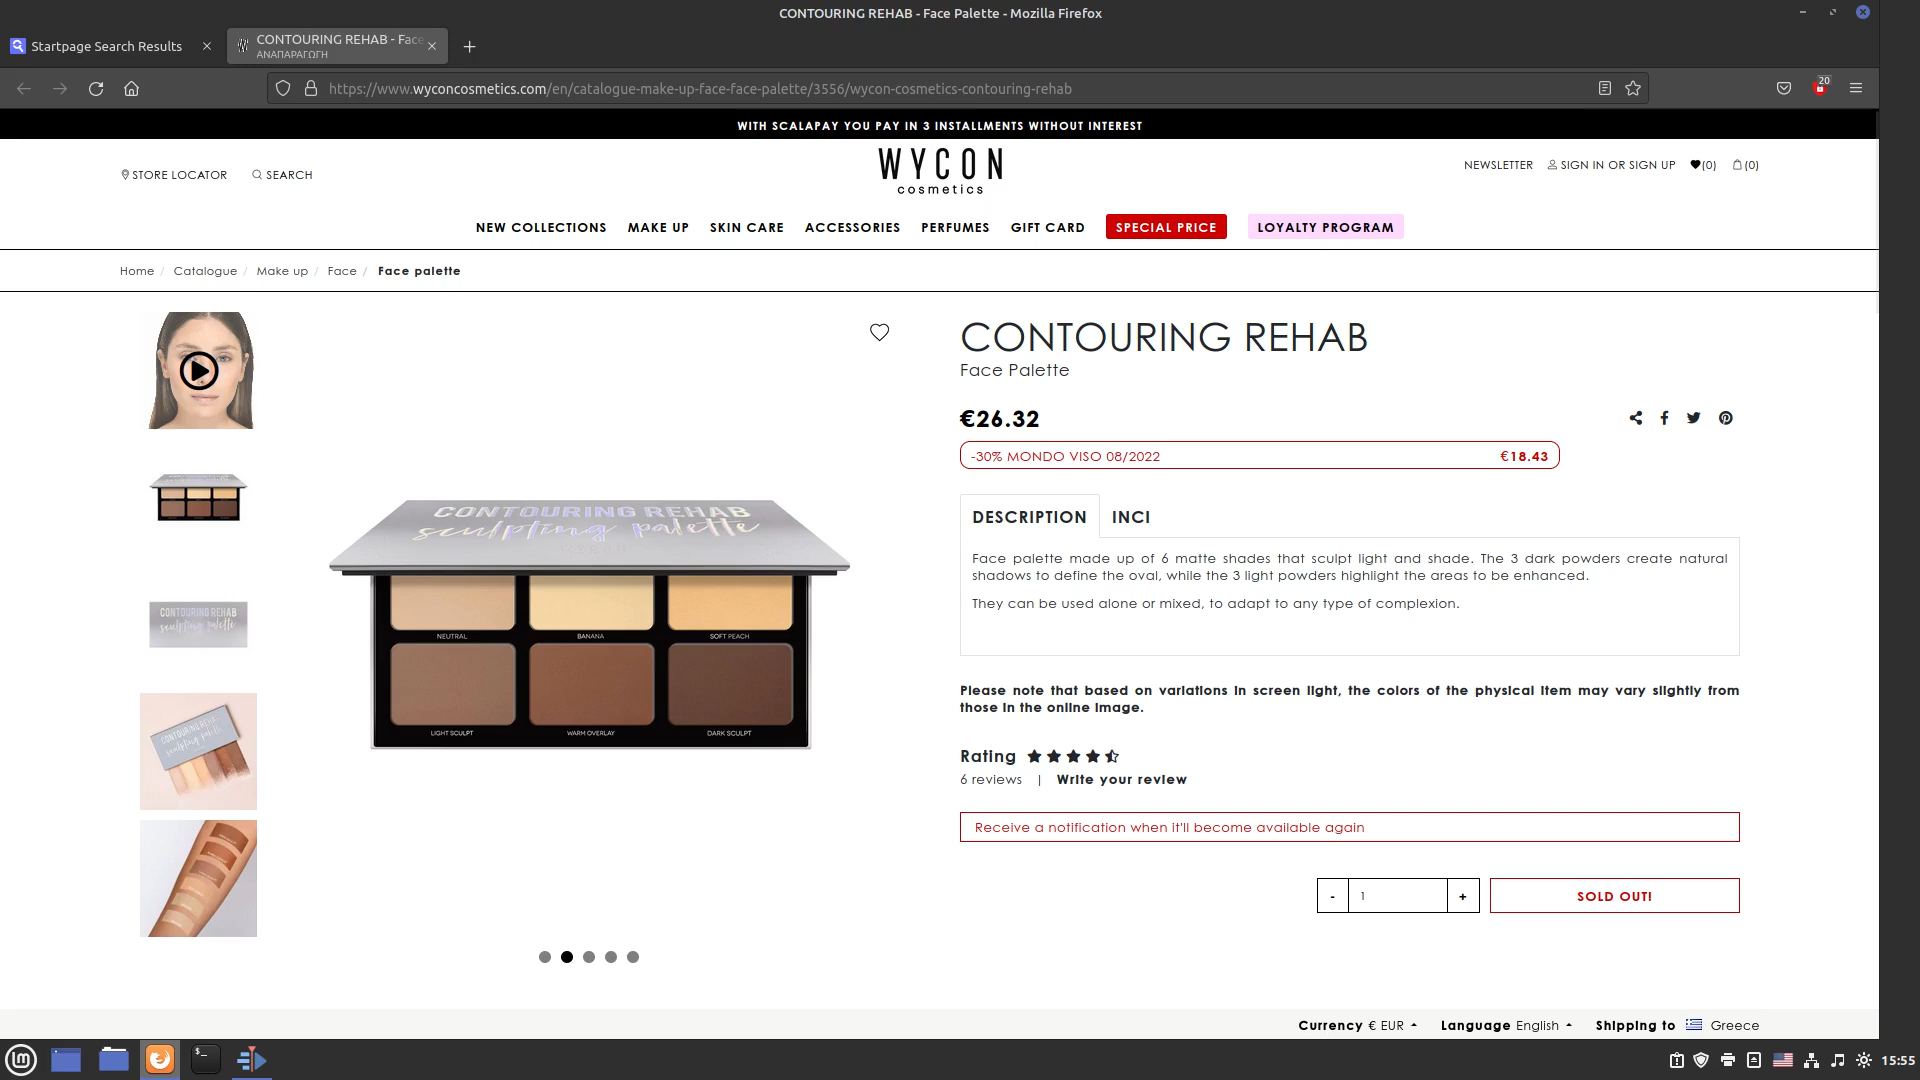 CONTOURING REHAB - Face Palette - Mozilla Firefox
Startpage Search Results
CONTOURING REHAB - Face
ΑΝΑΠΑΡΑΓΩΓΗ
https://www.wyconcosmetics.com/en/catalogue-make-up-face-face-palette/3556/wycon-cosmetics-contouring-rehab
20
WITH SCALAPAY YOU PAY IN 3 INSTALLMENTS WITHOUT INTEREST
STORE LOCATOR SEARCH
WYCON
cosmetics
NEWSLETTER SIGN IN OR SIGN UP (0) (0)
NEW COLLECTIONS MAKE UP SKIN CARE ACCESSORIES PERFUMES GIFT CARD SPECIAL PRICE LOYALTY PROGRAM
Home / Catalogue / Make up / Face / Face palette
CONTOURING REHAB
sculpting palette
WYCON
NEUTRAL BANANA SOFT PEACH
LIGHT SCULPT WARM OVERLAY DARK SCULPT
CONTOURING REHAB
sculpting palette
CONTOURING REHAB
sculpting palette
CONTOURING REHAB
Face Palette
€26.32
-30% MONDO VISO 08/2022 €18.43
DESCRIPTION INCI
Face palette made up of 6 matte shades that sculpt light and shade. The 3 dark powders create natural
shadows to define the oval, while the 3 light powders highlight the areas to be enhanced.
They can be used alone or mixed, to adapt to any type of complexion.
Please note that based on variations in screen light, the colors of the physical item may vary slightly from
those in the online image.
Rating
6 reviews | Write your review
Receive a notification when it'll become available again
- 1 + SOLD OUT!
Currency € EUR Language English Shipping to Greece
15:55